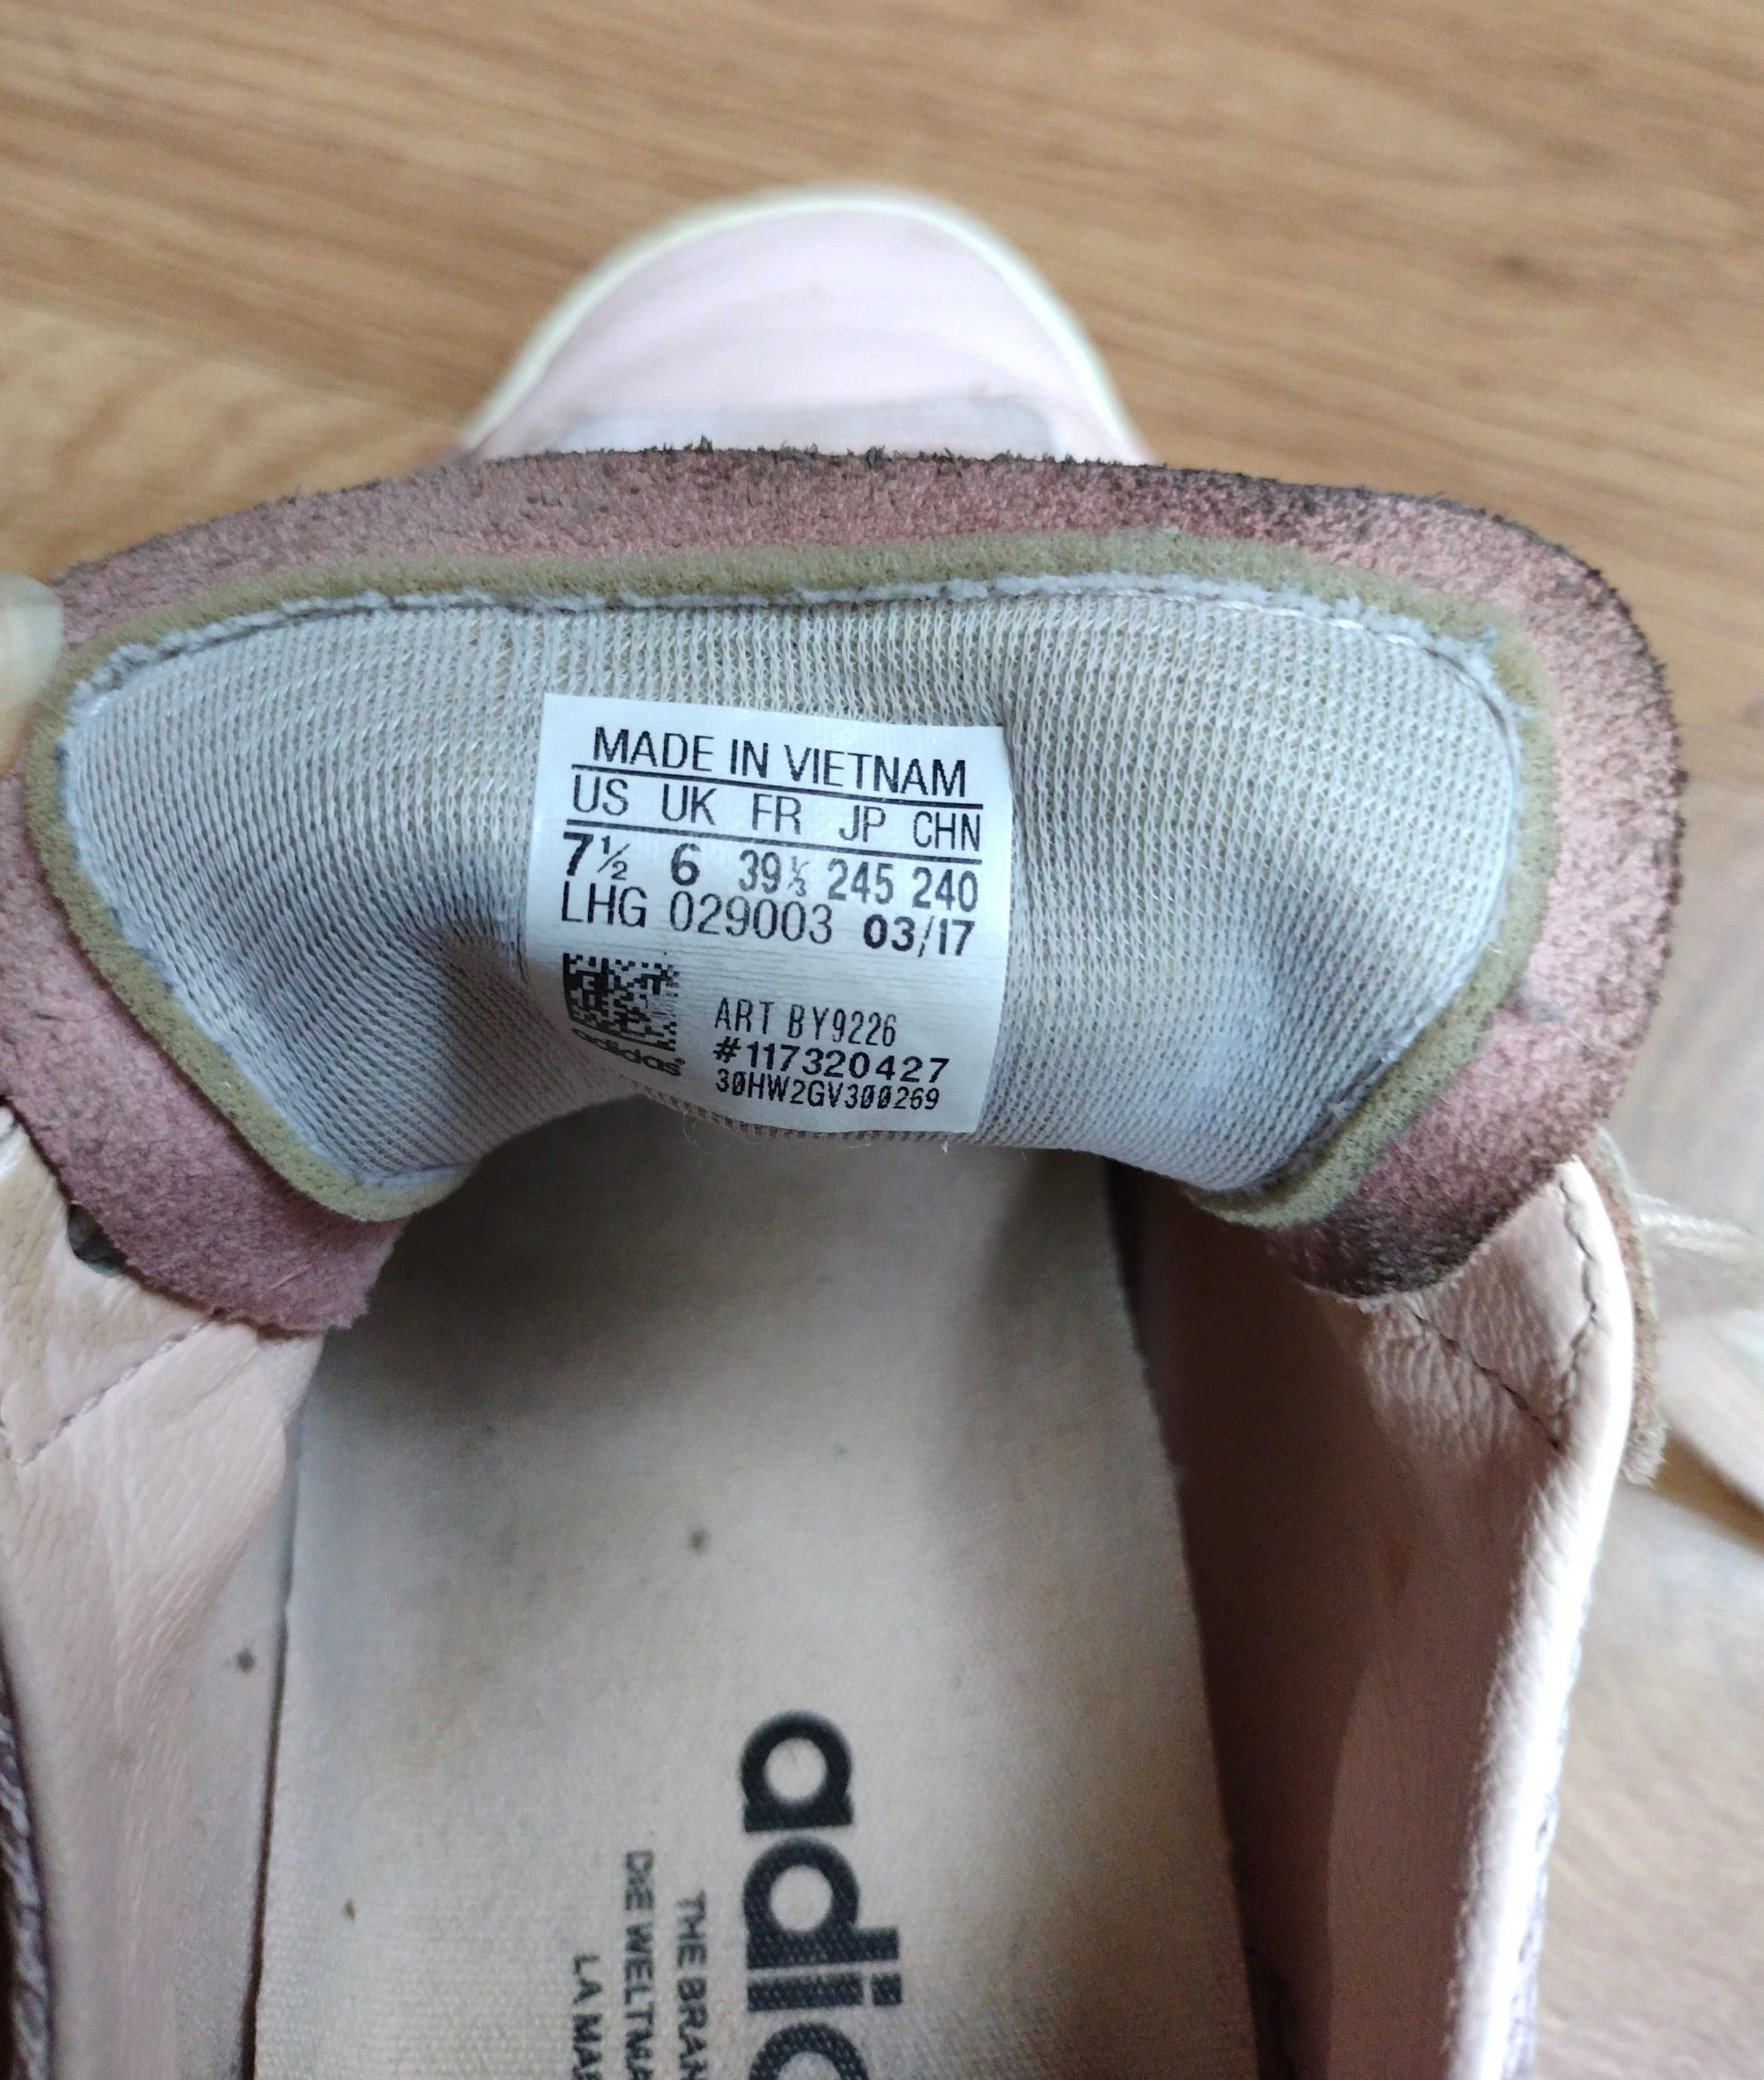 MADE IN VIETNAM
US UK FR JP CHN
7½ 6 39⅓ 245 240
LHG 029003 03/17
ART BY9226
#117320427
30HW2GV300269
adidas
adid
THE BRAN
DIE WELTMA
LA MAR